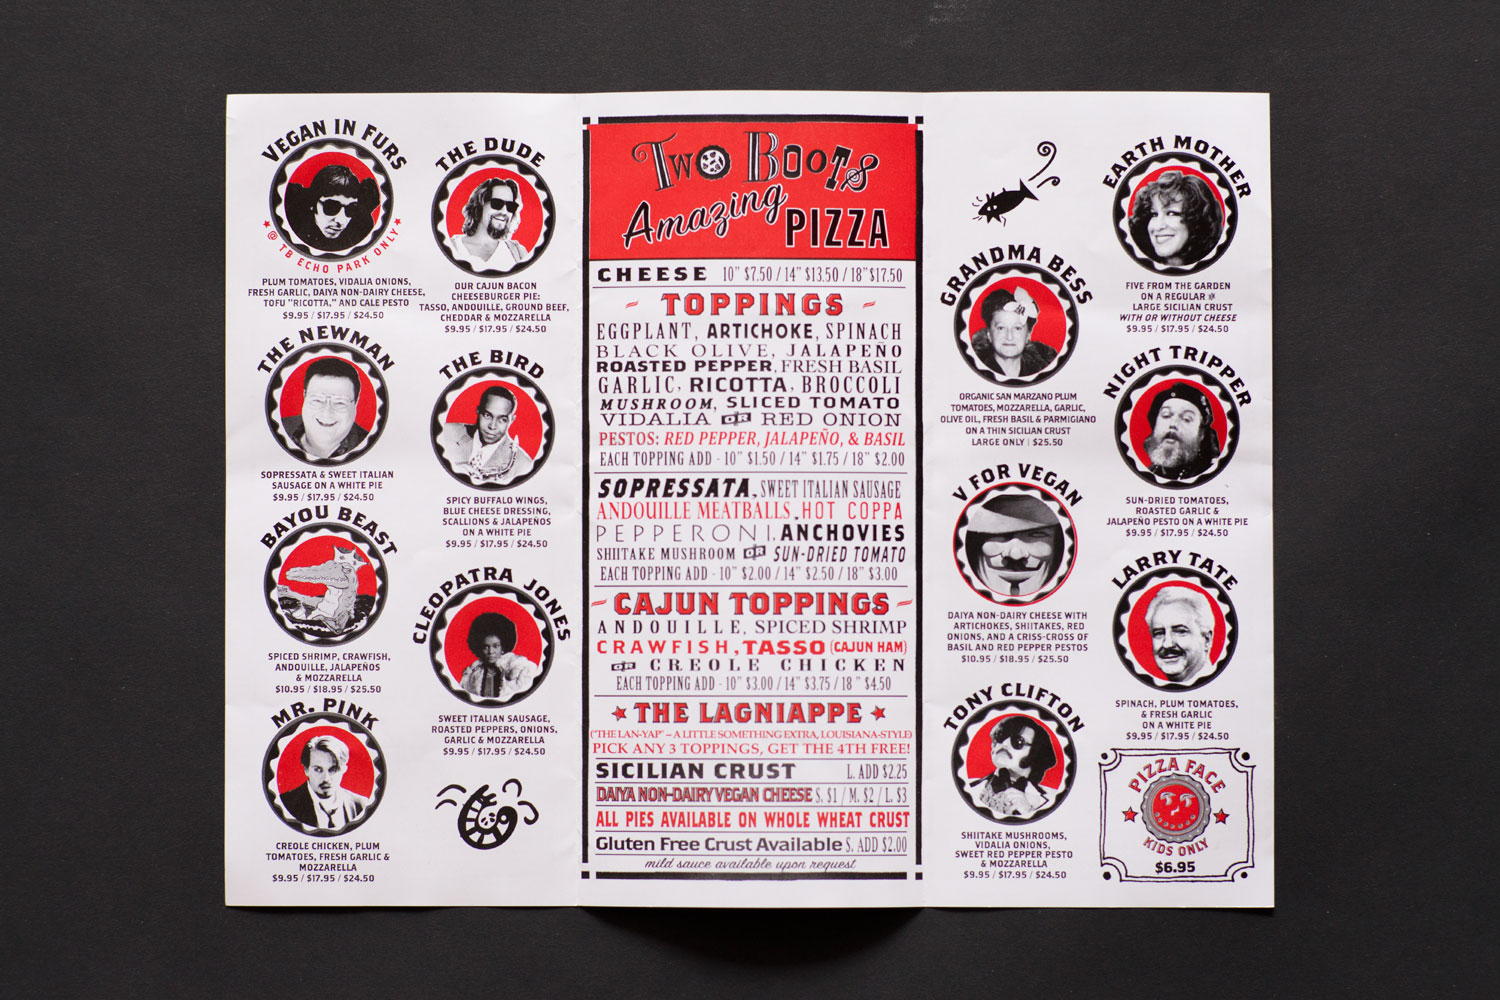 VEGAN IN FURS
★ @ TB ECHO PARK ONLY ★
PLUM TOMATOES, VIDALIA ONIONS,
FRESH GARLIC, DAIYA NON-DAIRY CHEESE,
TOFU "RICOTTA," AND CALE PESTO
$9.95 / $17.95 / $24.50
THE NEWMAN
SOPRESSATA & SWEET ITALIAN
SAUSAGE ON A WHITE PIE
$9.95 / $17.95 / $24.50
BAYOU BEAST
SPICED SHRIMP, CRAWFISH,
ANDOUILLE, JALAPEÑOS
& MOZZARELLA
$10.95 / $18.95 / $25.50
MR. PINK
CREOLE CHICKEN, PLUM
TOMATOES, FRESH GARLIC &
MOZZARELLA
$9.95 / $17.95 / $24.50
THE DUDE
OUR CAJUN BACON
CHEESEBURGER PIE:
TASSO, ANDOUILLE, GROUND BEEF,
CHEDDAR & MOZZARELLA
$9.95 / $17.95 / $24.50
THE BIRD
SPICY BUFFALO WINGS,
BLUE CHEESE DRESSING,
SCALLIONS & JALAPEÑOS
ON A WHITE PIE
$9.95 / $17.95 / $24.50
CLEOPATRA JONES
SWEET ITALIAN SAUSAGE,
ROASTED PEPPERS, ONIONS,
GARLIC & MOZZARELLA
$9.95 / $17.95 / $24.50
TWO BOOTS
Amazing PIZZA
CHEESE 10" $7.50 / 14" $13.50 / 18" $17.50
~ TOPPINGS ~
EGGPLANT, ARTICHOKE, SPINACH
BLACK OLIVE, JALAPEÑO
ROASTED PEPPER, FRESH BASIL
GARLIC, RICOTTA, BROCCOLI
MUSHROOM, SLICED TOMATO
VIDALIA OR RED ONION
PESTOS: RED PEPPER, JALAPEÑO, & BASIL
EACH TOPPING ADD - 10" $1.50 / 14" $1.75 / 18" $2.00
SOPRESSATA, SWEET ITALIAN SAUSAGE
ANDOUILLE MEATBALLS, HOT COPPA
PEPPERONI, ANCHOVIES
SHIITAKE MUSHROOM OR SUN-DRIED TOMATO
EACH TOPPING ADD - 10" $2.00 / 14" $2.50 / 18" $3.00
~ CAJUN TOPPINGS ~
ANDOUILLE, SPICED SHRIMP
CRAWFISH, TASSO (CAJUN HAM)
OR CREOLE CHICKEN
EACH TOPPING ADD - 10" $3.00 / 14" $3.75 / 18 " $4.50
★ THE LAGNIAPPE ★
("THE LAN-YAP" – A LITTLE SOMETHING EXTRA, LOUISIANA-STYLE)
PICK ANY 3 TOPPINGS, GET THE 4TH FREE!
SICILIAN CRUST L. ADD $2.25
DAIYA NON-DAIRY VEGAN CHEESE S. $1 / M. $2 / L. $3
ALL PIES AVAILABLE ON WHOLE WHEAT CRUST
Gluten Free Crust Available S. ADD $2.00
mild sauce available upon request
GRANDMA BESS
ORGANIC SAN MARZANO PLUM
TOMATOES, MOZZARELLA, GARLIC,
OLIVE OIL, FRESH BASIL & PARMIGIANO
ON A THIN SICILIAN CRUST
LARGE ONLY | $25.50
V FOR VEGAN
DAIYA NON-DAIRY CHEESE WITH
ARTICHOKES, SHIITAKES, RED
ONIONS, AND A CRISS-CROSS OF
BASIL AND RED PEPPER PESTOS
$10.95 / $18.95 / $25.50
TONY CLIFTON
SHIITAKE MUSHROOMS,
VIDALIA ONIONS,
SWEET RED PEPPER PESTO
& MOZZARELLA
$9.95 / $17.95 / $24.50
EARTH MOTHER
FIVE FROM THE GARDEN
ON A REGULAR OR
LARGE SICILIAN CRUST
WITH OR WITHOUT CHEESE
$9.95 / $17.95 / $24.50
NIGHT TRIPPER
SUN-DRIED TOMATOES,
ROASTED GARLIC &
JALAPEÑO PESTO ON A WHITE PIE
$9.95 / $17.95 / $24.50
LARRY TATE
SPINACH, PLUM TOMATOES,
& FRESH GARLIC
ON A WHITE PIE
$9.95 / $17.95 / $24.50
PIZZA FACE
KIDS ONLY
$6.95